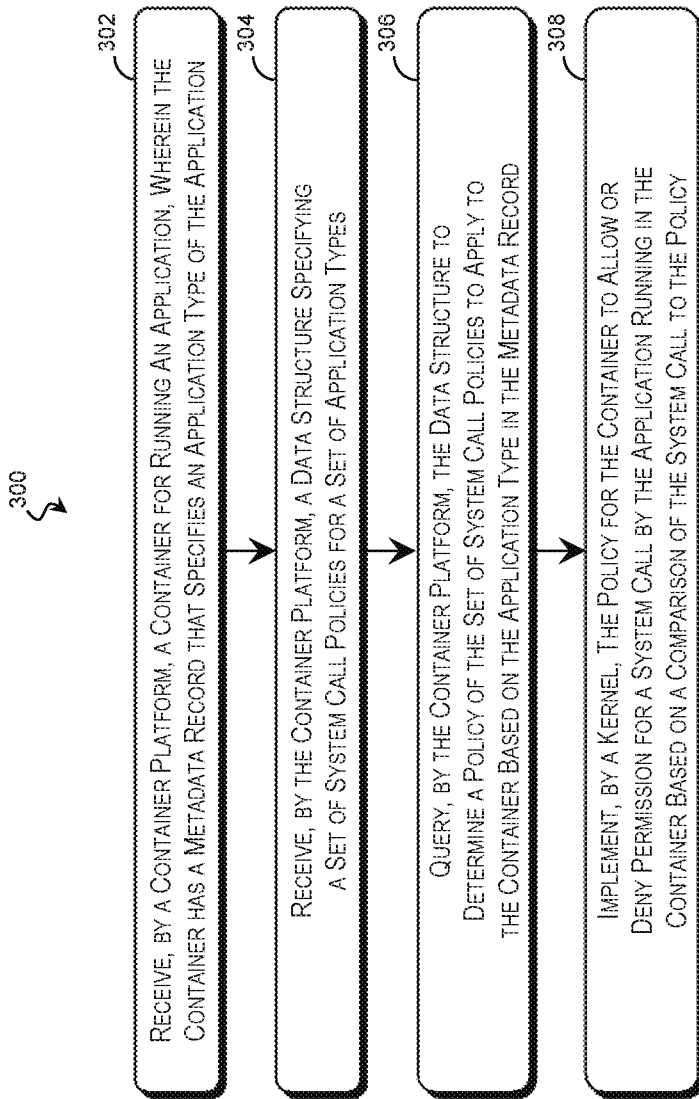 300
302
RECEIVE, BY A CONTAINER PLATFORM, A CONTAINER FOR RUNNING AN APPLICATION, WHEREIN THE
CONTAINER HAS A METADATA RECORD THAT SPECIFIES AN APPLICATION TYPE OF THE APPLICATION
304
RECEIVE, BY THE CONTAINER PLATFORM, A DATA STRUCTURE SPECIFYING
A SET OF SYSTEM CALL POLICIES FOR A SET OF APPLICATION TYPES
306
QUERY, BY THE CONTAINER PLATFORM, THE DATA STRUCTURE TO
DETERMINE A POLICY OF THE SET OF SYSTEM CALL POLICIES TO APPLY TO
THE CONTAINER BASED ON THE APPLICATION TYPE IN THE METADATA RECORD
308
IMPLEMENT, BY A KERNEL, THE POLICY FOR THE CONTAINER TO ALLOW OR
DENY PERMISSION FOR A SYSTEM CALL BY THE APPLICATION RUNNING IN THE
CONTAINER BASED ON A COMPARISON OF THE SYSTEM CALL TO THE POLICY